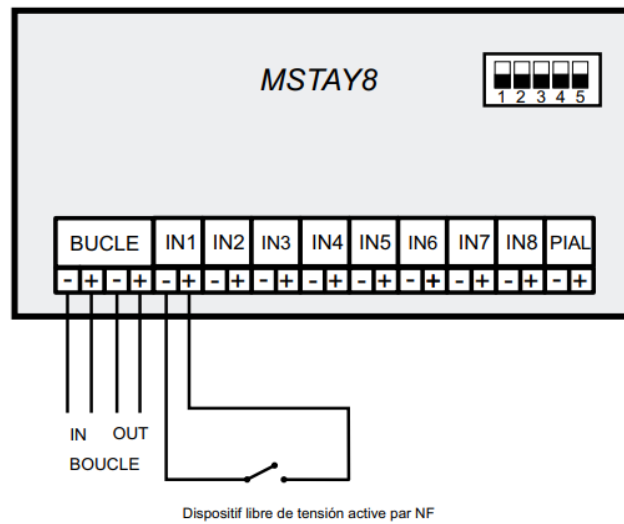 MSTAY8
1 2 3 4 5
BUCLE IN1 IN2 IN3 IN4 IN5 IN6 IN7 IN8 PIAL
- + - + - + - + - + - + - + - + - + - + - +
IN OUT
BOUCLE
Dispositif libre de tensión active par NF